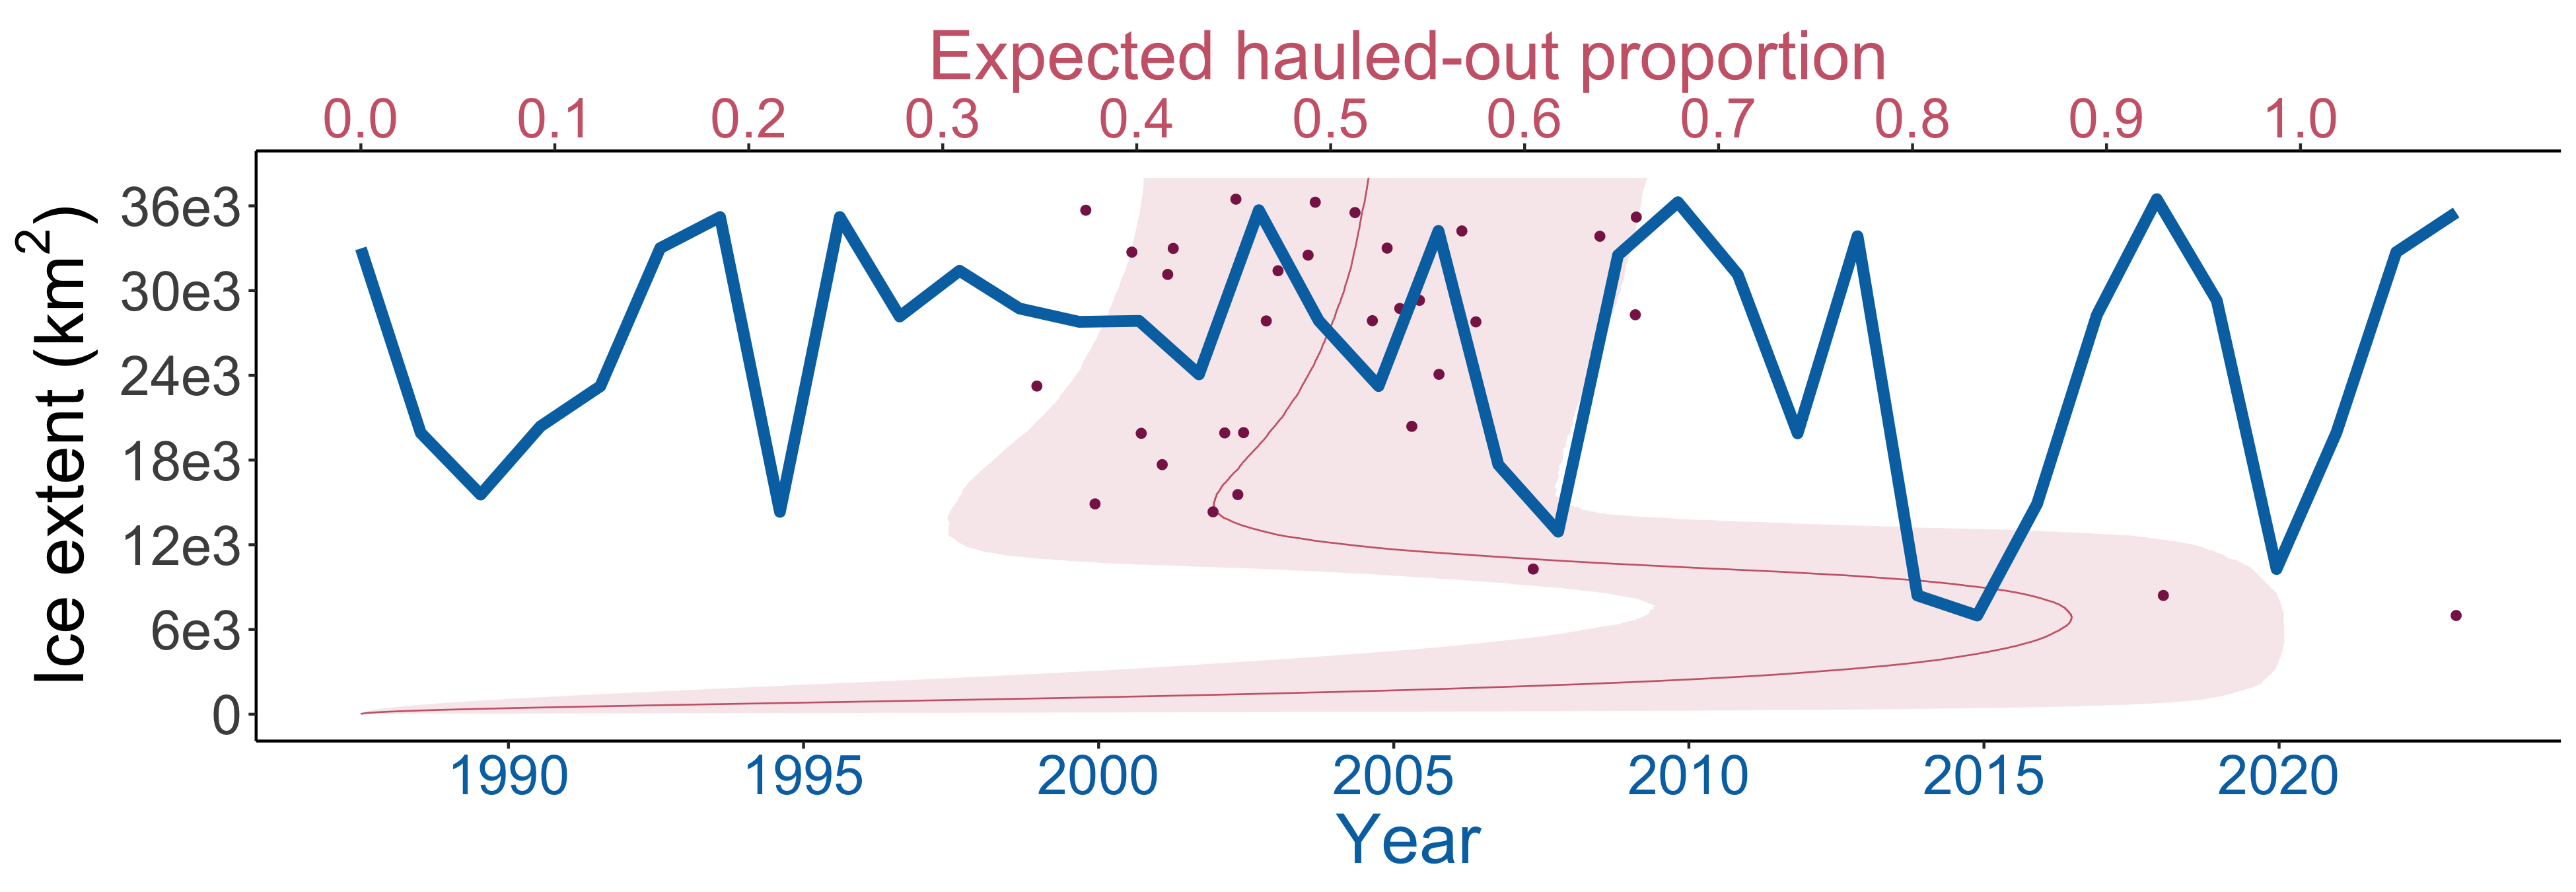 Expected hauled-out proportion
0.0 0.1 0.2 0.3 0.4 0.5 0.6 0.7 0.8 0.9 1.0
Ice extent (km²)
36e3
30e3
24e3
18e3
12e3
6e3
0
1990 1995 2000 2005 2010 2015 2020
Year